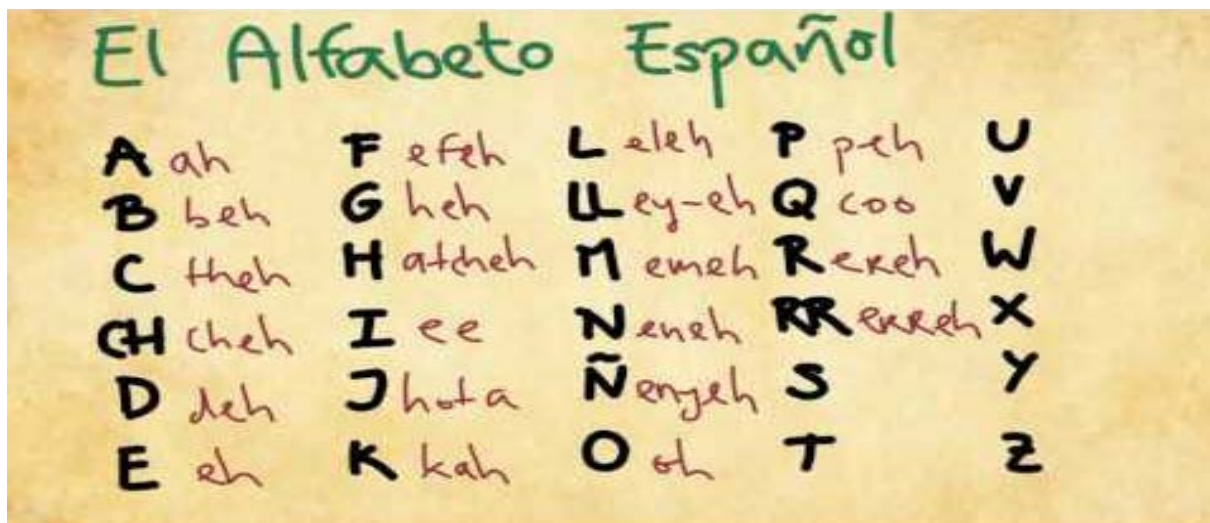 El Alfabeto Español
A ah F efeh L eleh P peh U
B beh G heh LL ey-eh Q coo V
C theh H atcheh M emeh R ereh W
CH cheh I ee N eneh RR erreh X
D deh J hota Ñ enyeh S Y
E eh K kah O oh T Z